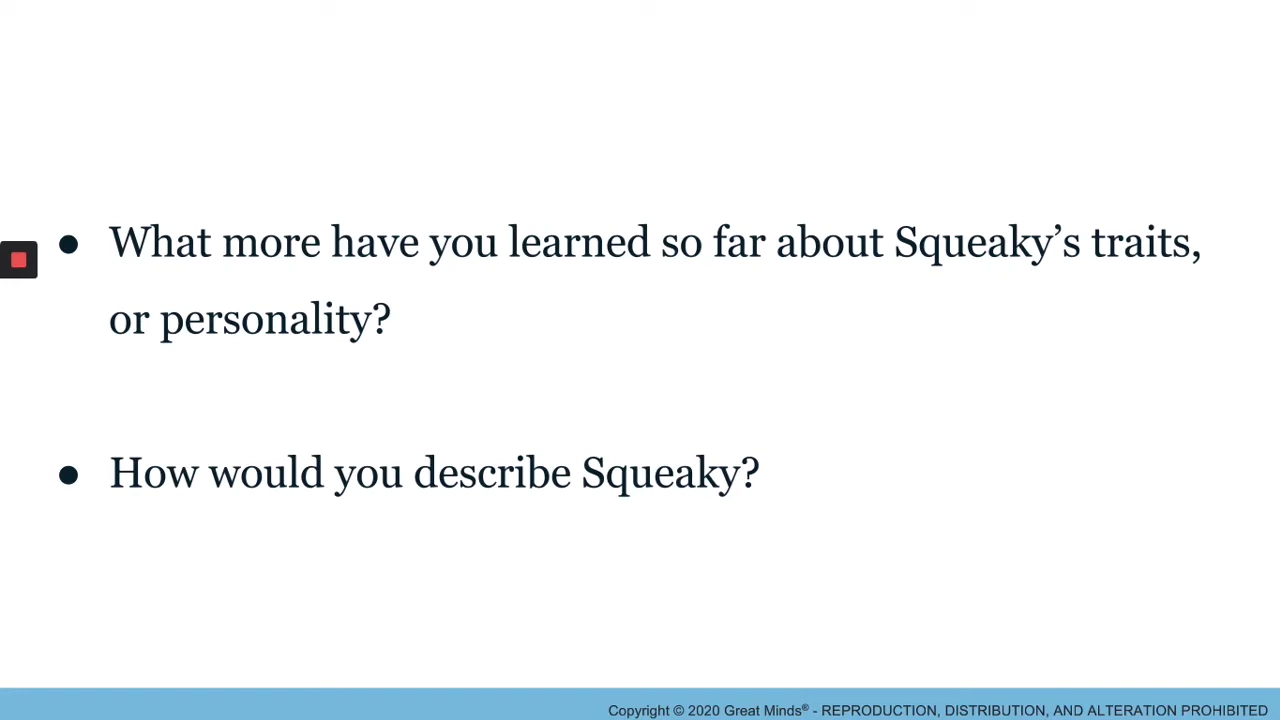 ● What more have you learned so far about Squeaky’s traits,
or personality?
● How would you describe Squeaky?
Copyright © 2020 Great Minds® - REPRODUCTION, DISTRIBUTION, AND ALTERATION PROHIBITED